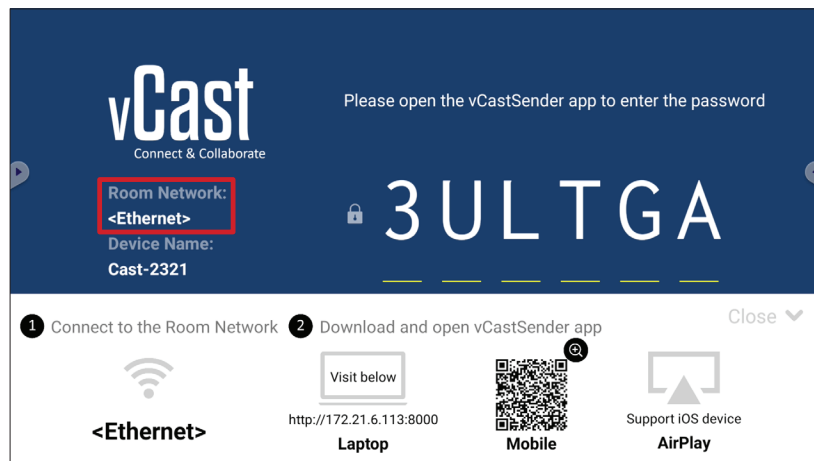 vCast
Connect & Collaborate
Please open the vCastSender app to enter the password
Room Network:
<Ethernet>
Device Name:
Cast-2321
3ULTGA
Close
1 Connect to the Room Network
2 Download and open vCastSender app
<Ethernet>
Visit below
http://172.21.6.113:8000
Laptop
Mobile
Support iOS device
AirPlay